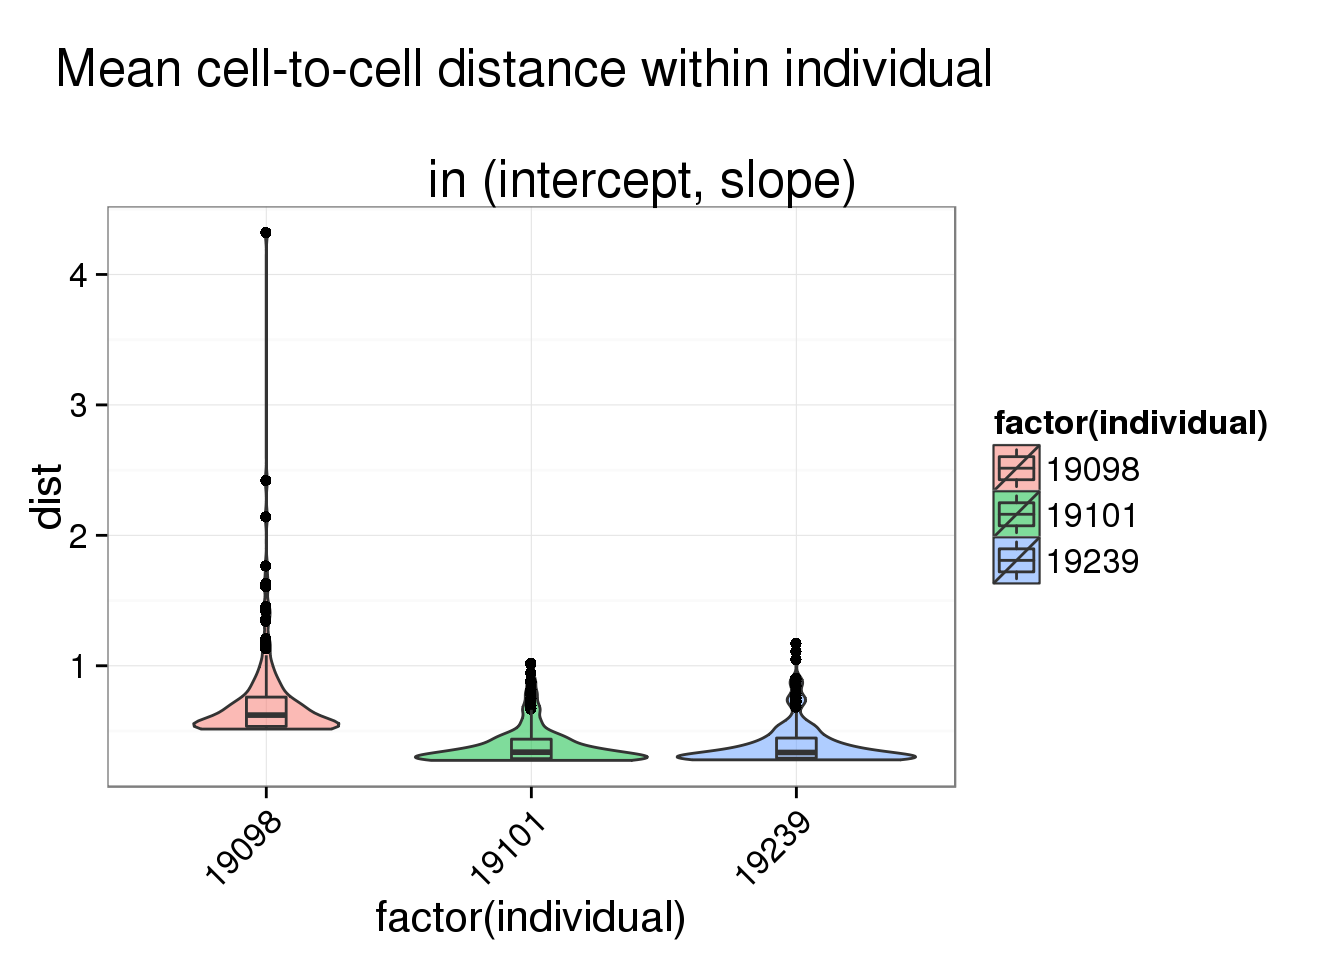 Mean cell-to-cell distance within individual
in (intercept, slope)
4
3
2
1
dist
19098
19101
19239
factor(individual)
factor(individual)
19098
19101
19239